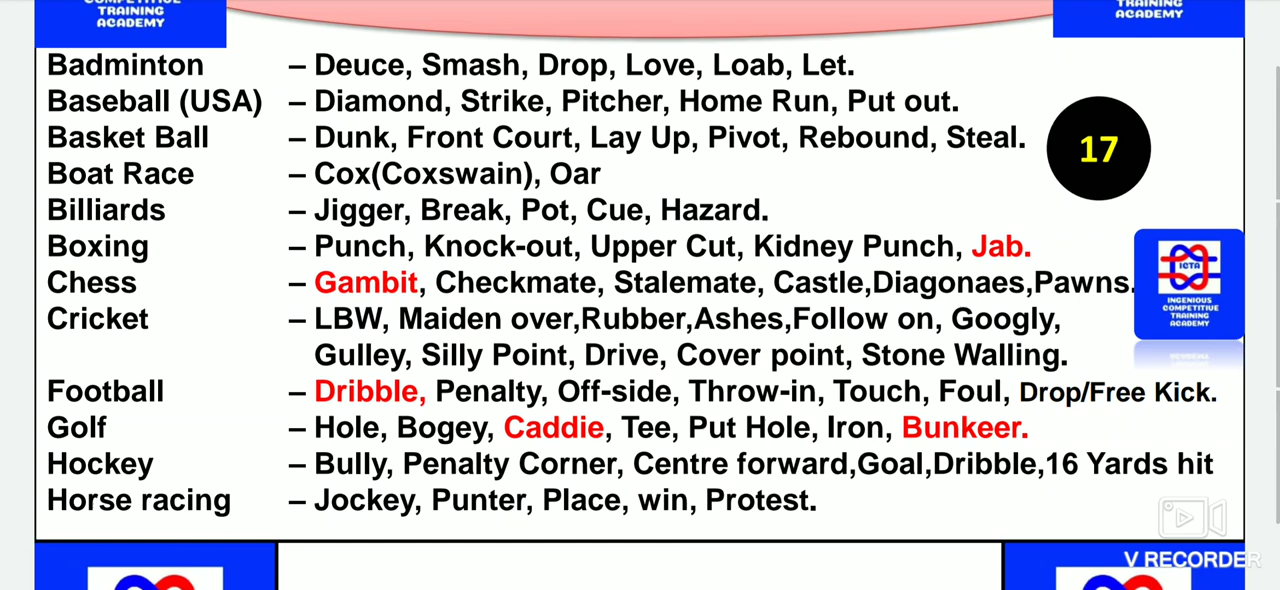 COMPETITIVE
TRAINING
ACADEMY
TRAINING
ACADEMY
Badminton – Deuce, Smash, Drop, Love, Loab, Let.
Baseball (USA) – Diamond, Strike, Pitcher, Home Run, Put out.
Basket Ball – Dunk, Front Court, Lay Up, Pivot, Rebound, Steal.
17
Boat Race – Cox(Coxswain), Oar
Billiards – Jigger, Break, Pot, Cue, Hazard.
Boxing – Punch, Knock-out, Upper Cut, Kidney Punch, Jab.
Chess – Gambit, Checkmate, Stalemate, Castle,Diagonaes,Pawns.
ICTA
INGENIOUS
COMPETITIVE
TRAINING
ACADEMY
Cricket – LBW, Maiden over,Rubber,Ashes,Follow on, Googly,
Gulley, Silly Point, Drive, Cover point, Stone Walling.
Football – Dribble, Penalty, Off-side, Throw-in, Touch, Foul, Drop/Free Kick.
Golf – Hole, Bogey, Caddie, Tee, Put Hole, Iron, Bunkeer.
Hockey – Bully, Penalty Corner, Centre forward,Goal,Dribble,16 Yards hit
Horse racing – Jockey, Punter, Place, win, Protest.
V RECORDER